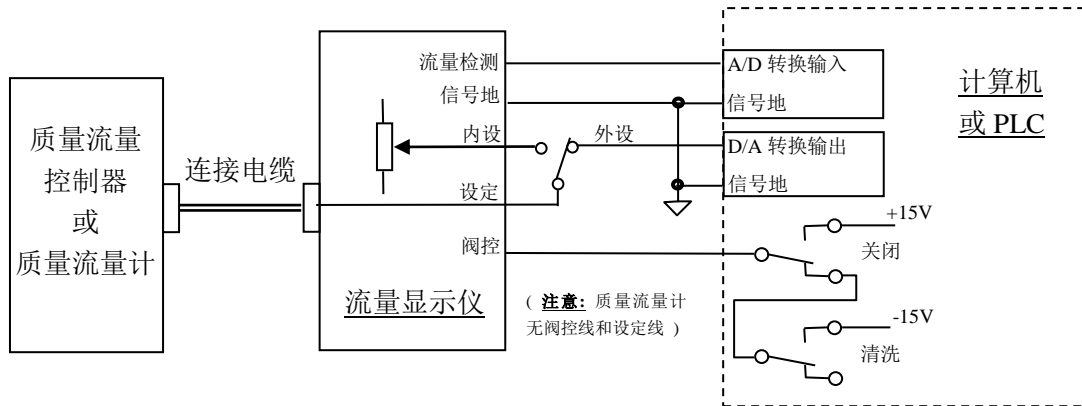 质量流量
控制器
或
质量流量计
连接电缆
流量检测
信号地
内设
设定
阀控
流量显示仪
外设
( 注意: 质量流量计
无阀控线和设定线 )
A/D 转换输入
信号地
D/A 转换输出
信号地
计算机
或 PLC
+15V
关闭
-15V
清洗